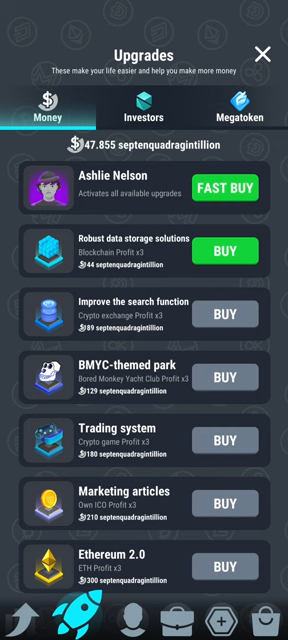 Upgrades
These make your life easier and help you make more money
Money
Investors
Megatoken
47.855 septenquadragintillion
Ashlie Nelson
Activates all available upgrades
FAST BUY
Robust data storage solutions
Blockchain Profit x3
44 septenquadragintillion
BUY
Improve the search function
Crypto exchange Profit x3
89 septenquadragintillion
BUY
BMYC-themed park
Bored Monkey Yacht Club Profit x3
129 septenquadragintillion
BUY
Trading system
Crypto game Profit x3
180 septenquadragintillion
BUY
Marketing articles
Own ICO Profit x3
210 septenquadragintillion
BUY
Ethereum 2.0
ETH Profit x3
300 septenquadragintillion
BUY